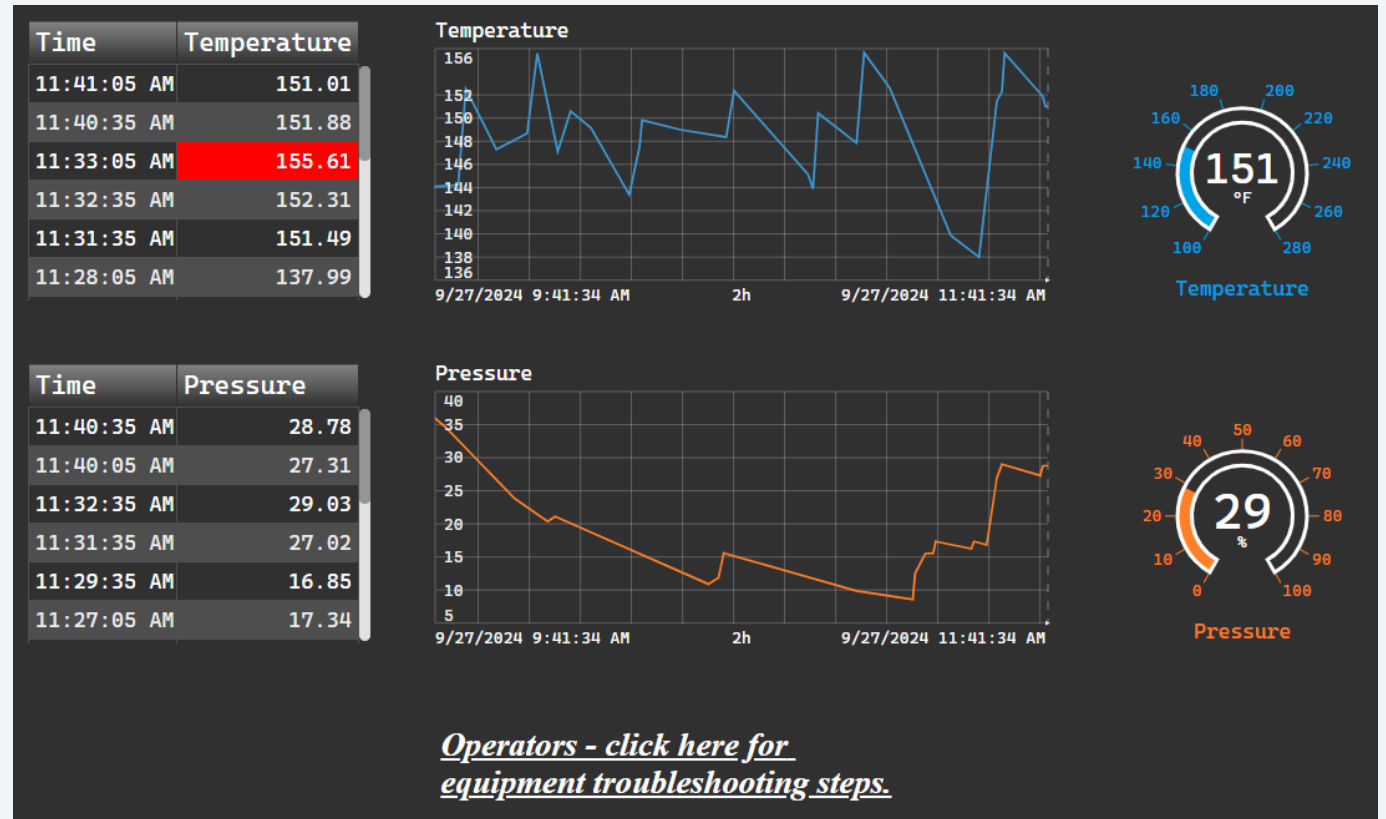 Time Temperature
11:41:05 AM 151.01
11:40:35 AM 151.88
11:33:05 AM 155.61
11:32:35 AM 152.31
11:31:35 AM 151.49
11:28:05 AM 137.99
Temperature
156
152
150
148
146
144
142
140
138
136
9/27/2024 9:41:34 AM 2h 9/27/2024 11:41:34 AM
180 200
160 220
140 240
120 260
100 280
151
°F
Temperature
Time Pressure
11:40:35 AM 28.78
11:40:05 AM 27.31
11:32:35 AM 29.03
11:31:35 AM 27.02
11:29:35 AM 16.85
11:27:05 AM 17.34
Pressure
40
35
30
25
20
15
10
5
9/27/2024 9:41:34 AM 2h 9/27/2024 11:41:34 AM
50
40 60
30 70
20 80
10 90
0 100
29
%
Pressure
Operators - click here for
equipment troubleshooting steps.